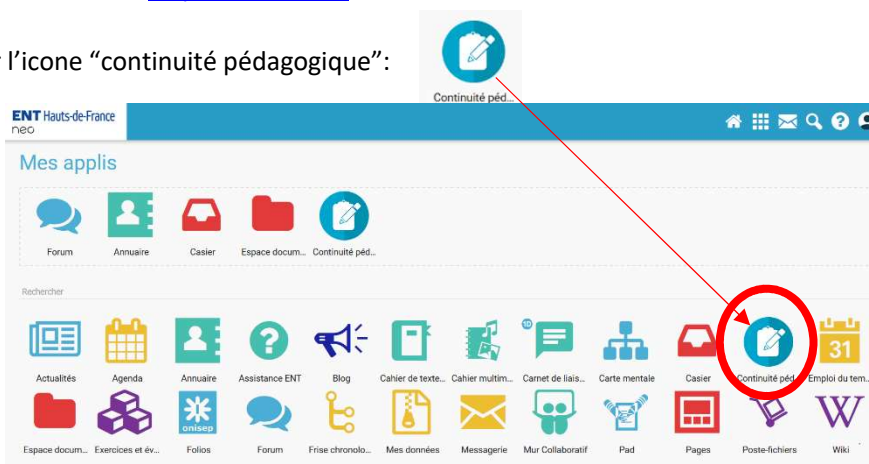 l’icone “continuité pédagogique”:
Continuité péd...
ENT Hauts-de-France
neo
Mes applis
Forum Annuaire Casier Espace docum... Continuité péd...
Rechercher
31
Actualités Agenda Annuaire Assistance ENT Blog Cahier de texte... Cahier multim... Carnet de liais... Carte mentale Casier Continuité péd... Emploi du tem...
onisep
W
Espace docum... Exercices et év... Folios Forum Frise chronolo... Mes données Messagerie Mur Collaboratif Pad Pages Poste-fichiers Wiki